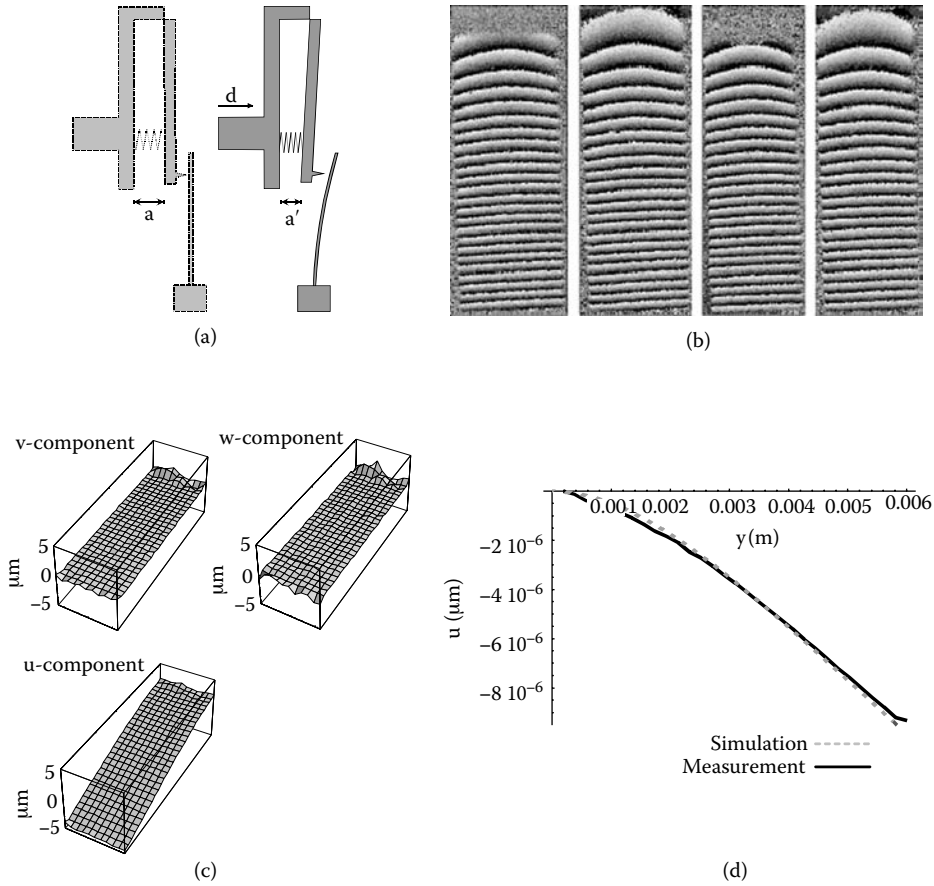 d
a
a′
(a)
(b)
v-component
5
0
−5
μm
w-component
5
0
−5
μm
u-component
5
0
−5
μm
(c)
0.001 0.002 0.003 0.004 0.005 0.006
y (m)
−2 10⁻⁶
−4 10⁻⁶
−6 10⁻⁶
−8 10⁻⁶
u (μm)
Simulation
Measurement
(d)